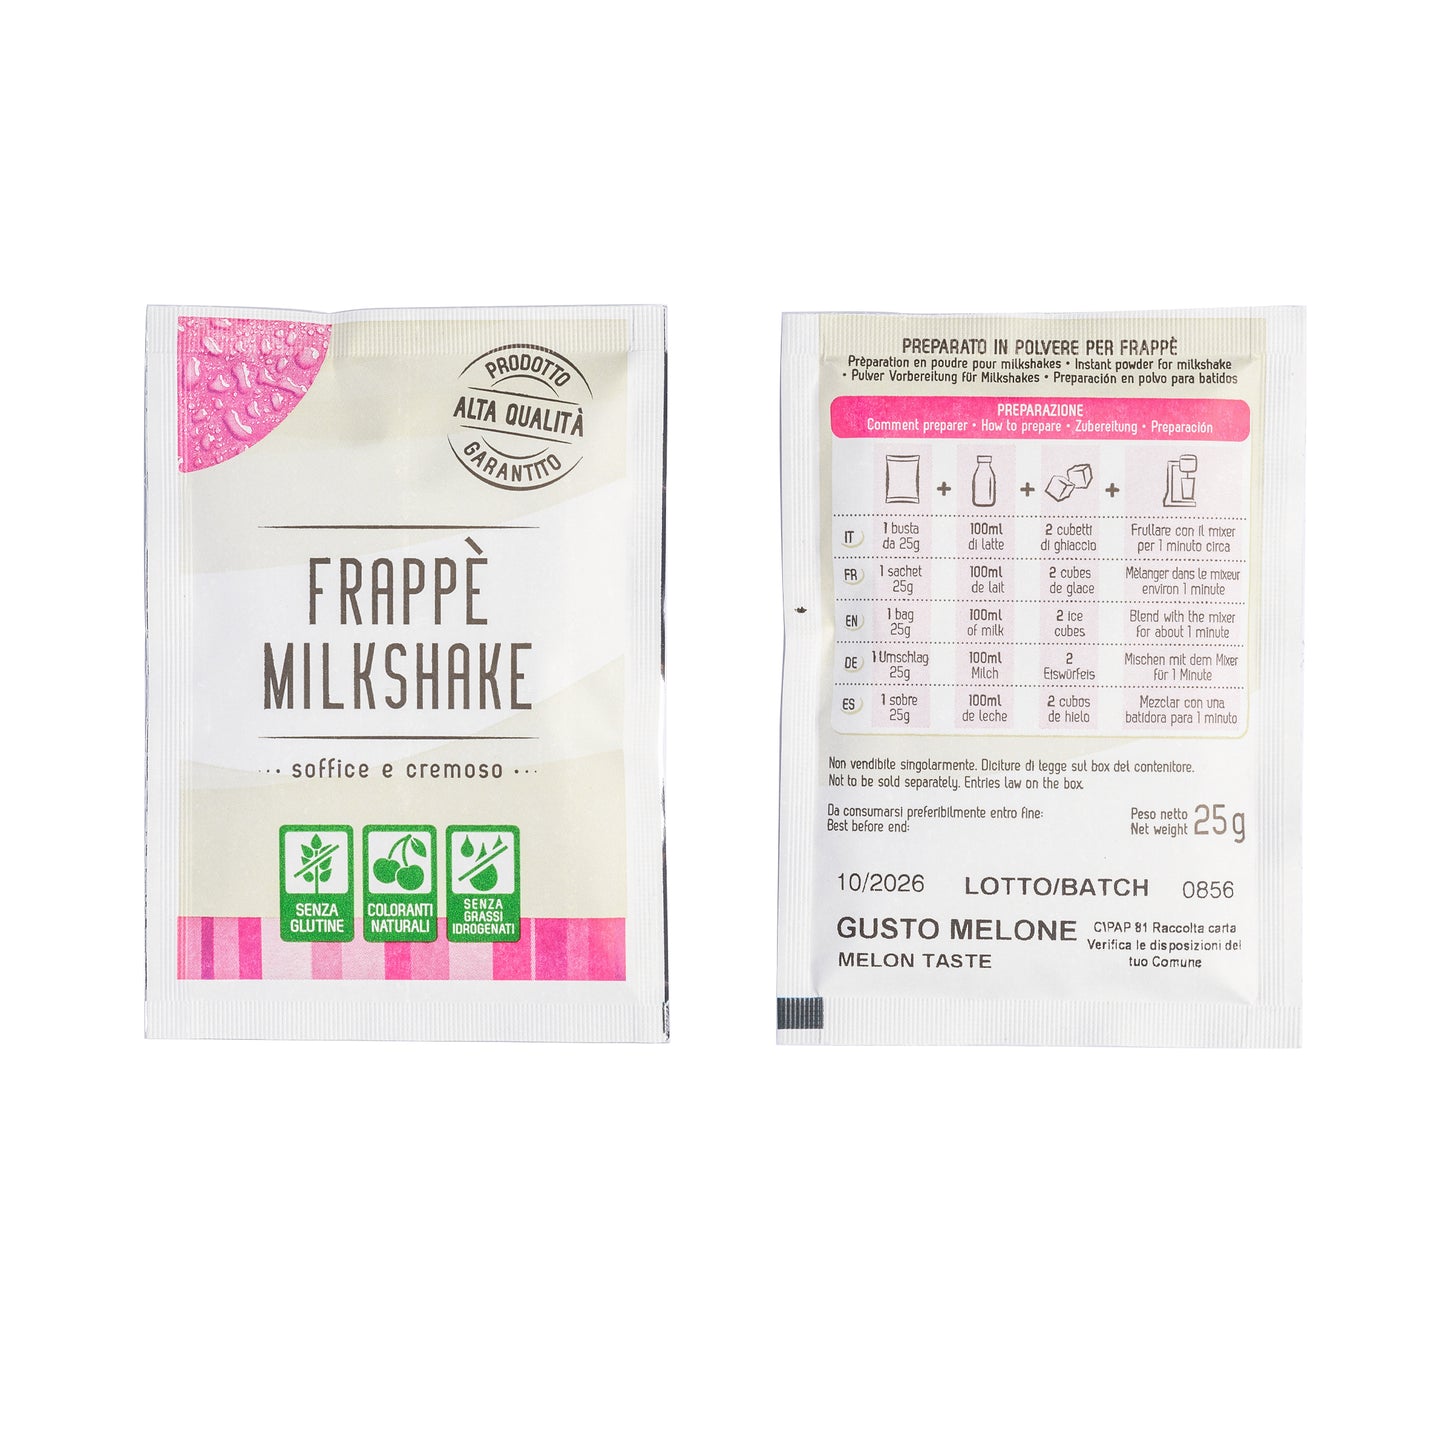 PRODOTTO
ALTA QUALITÀ
GARANTITO
FRAPPÈ
MILKSHAKE
··· soffice e cremoso ···
SENZA
GLUTINE
COLORANTI
NATURALI
SENZA
GRASSI
IDROGENATI
PREPARATO IN POLVERE PER FRAPPÈ
Prèparation en poudre pour milkshakes • Instant powder for milkshake
• Pulver Vorbereitung für Milkshakes • Preparación en polvo para batidos
PREPARAZIONE
Comment preparer • How to prepare • Zubereitung • Preparación
+ + +
IT 1 busta da 25g 100ml di latte 2 cubetti di ghiaccio Frullare con il mixer per 1 minuto circa
FR 1 sachet 25g 100ml de lait 2 cubes de glace Mèlanger dans le mixeur environ 1 minute
EN 1 bag 25g 100ml of milk 2 ice cubes Blend with the mixer for about 1 minute
DE 1 Umschlag 25g 100ml Milch 2 Eiswürfels Mischen mit dem Mixer für 1 Minute
ES 1 sobre 25g 100ml de leche 2 cubos de hielo Mezclar con una batidora para 1 minuto
Non vendibile singolarmente. Diciture di legge sul box del contenitore.
Not to be sold separately. Entries law on the box.
Da consumarsi preferibilmente entro fine:
Best before end:
Peso netto
Net weight 25g
10/2026 LOTTO/BATCH 0856
GUSTO MELONE
MELON TASTE
C\PAP 81 Raccolta carta
Verifica le disposizioni del
tuo Comune